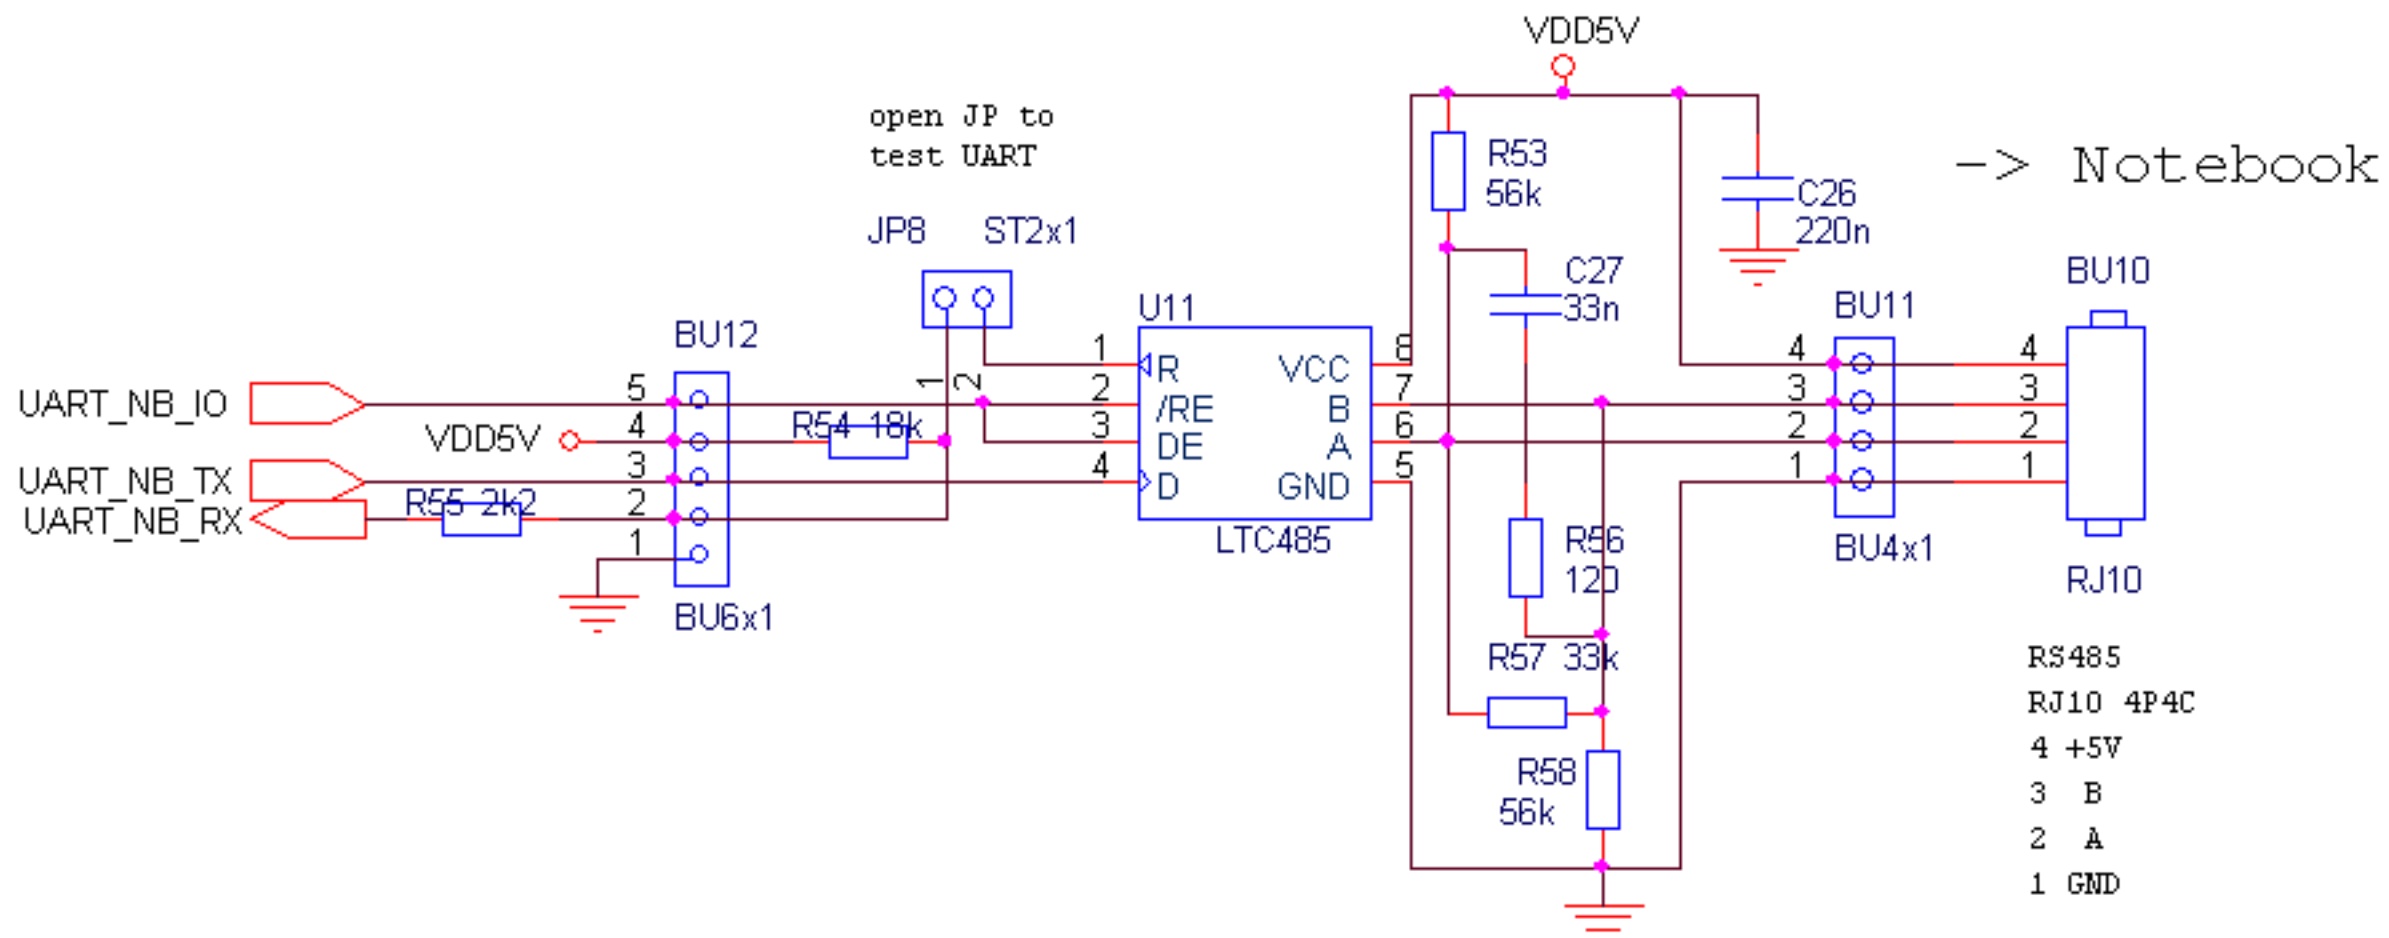 VDD5V
open JP to
test UART
-> Notebook
R53
56k
C26
220n
JP8 ST2x1
C27
33n
BU10
U11
BU11
BU12
1 R
VCC 8
4 4
UART_NB_IO
5
1 2
2 /RE
B 7
3 3
VDD5V
4
R54 18k
3 DE
A 6
2 2
UART_NB_TX
3
4 D
GND 5
1 1
UART_NB_RX
R55 2k2
2
1
LTC485
R56
120
BU4x1
RJ10
BU6x1
R57 33k
RS485
RJ10 4P4C
4 +5V
R58
56k
3 B
2 A
1 GND